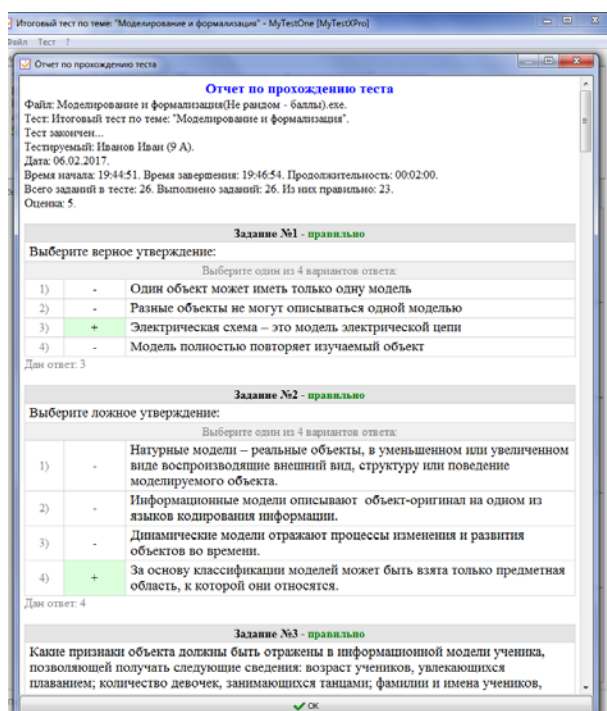 Итоговый тест по теме: "Моделирование и формализация" - MyTestOne [MyTestXPro]
Файл Тест ?
Отчет по прохождению теста
Отчет по прохождению теста
Файл: Моделирование и формализация(Не рандом - баллы).exe.
Тест: Итоговый тест по теме: "Моделирование и формализация".
Тест закончен...
Тестируемый: Иванов Иван (9 А).
Дата: 06.02.2017.
Время начала: 19:44:51. Время завершения: 19:46:54. Продолжительность: 00:02:00.
Всего заданий в тесте: 26. Выполнено заданий: 26. Из них правильно: 23.
Оценка: 5.
Задание №1 - правильно
Выберите верное утверждение:
Выберите один из 4 вариантов ответа:
1) - Один объект может иметь только одну модель
2) - Разные объекты не могут описываться одной моделью
3) + Электрическая схема – это модель электрической цепи
4) - Модель полностью повторяет изучаемый объект
Дан ответ: 3
Задание №2 - правильно
Выберите ложное утверждение:
Выберите один из 4 вариантов ответа:
Натурные модели – реальные объекты, в уменьшенном или увеличенном
1) - виде воспроизводящие внешний вид, структуру или поведение
моделируемого объекта.
2) - Информационные модели описывают объект-оригинал на одном из
языков кодирования информации.
3) - Динамические модели отражают процессы изменения и развития
объектов во времени.
4) + За основу классификации моделей может быть взята только предметная
область, к которой они относятся.
Дан ответ: 4
Задание №3 - правильно
Какие признаки объекта должны быть отражены в информационной модели ученика,
позволяющей получать следующие сведения: возраст учеников, увлекающихся
плаванием; количество девочек, занимающихся танцами; фамилии и имена учеников,
OK